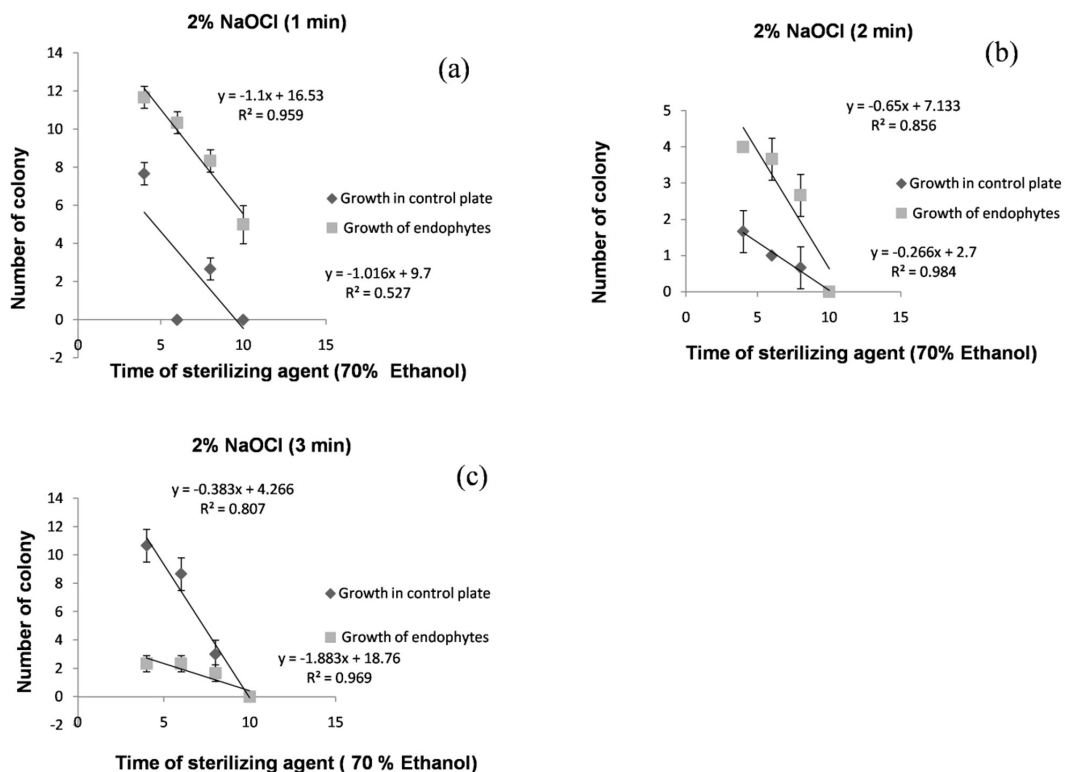 2% NaOCl (1 min)
(a)
14
12
10
8
6
4
2
0
-2
0
5
10
15
y = -1.1x + 16.53
R² = 0.959
Growth in control plate
Growth of endophytes
y = -1.016x + 9.7
R² = 0.527
Number of colony
Time of sterilizing agent (70% Ethanol)
2% NaOCl (2 min)
(b)
5
4
3
2
1
0
0
5
10
15
y = -0.65x + 7.133
R² = 0.856
Growth in control plate
Growth of endophytes
y = -0.266x + 2.7
R² = 0.984
Number of colony
Time of sterilizing agent (70% Ethanol)
2% NaOCl (3 min)
(c)
14
12
10
8
6
4
2
0
-2
0
5
10
15
y = -0.383x + 4.266
R² = 0.807
Growth in control plate
Growth of endophytes
y = -1.883x + 18.76
R² = 0.969
Number of colony
Time of sterilizing agent ( 70 % Ethanol)